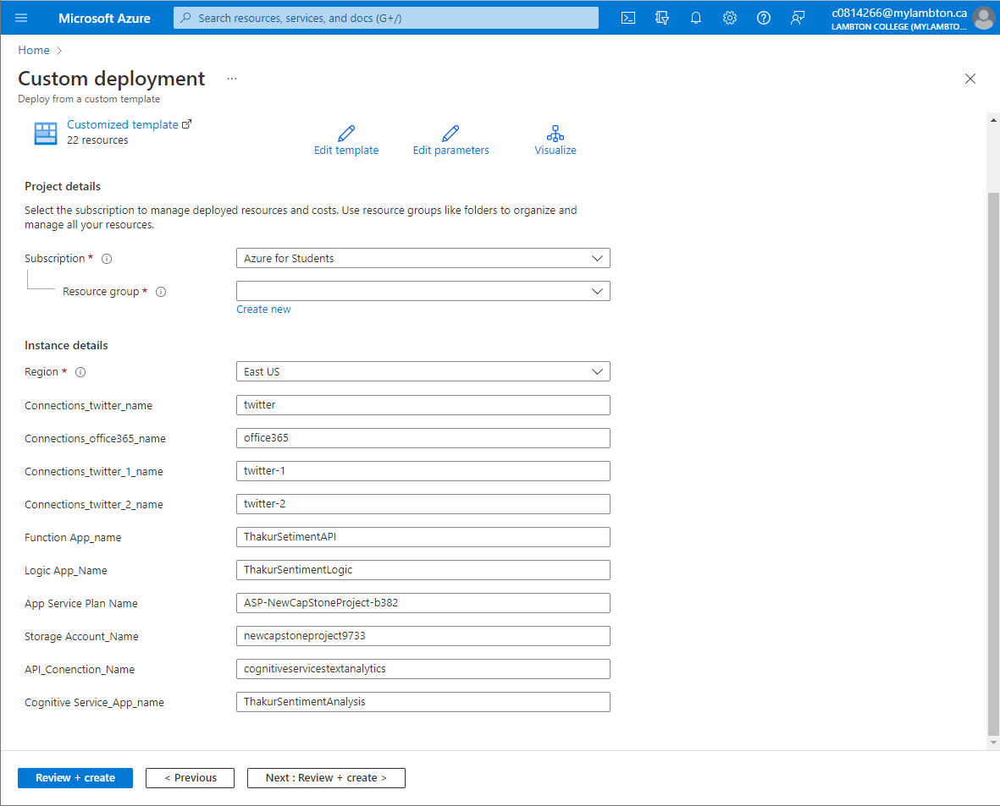 Microsoft Azure
Search resources, services, and docs (G+/)
c0814266@mylambton.ca
LAMBTON COLLEGE (MYLAMBTO...
Home >
Custom deployment ...
Deploy from a custom template
Customized template
22 resources
Edit template
Edit parameters
Visualize
Project details
Select the subscription to manage deployed resources and costs. Use resource groups like folders to organize and
manage all your resources.
Subscription * Azure for Students
Resource group *
Create new
Instance details
Region * East US
Connections_twitter_name twitter
Connections_office365_name office365
Connections_twitter_1_name twitter-1
Connections_twitter_2_name twitter-2
Function App_name ThakurSetimentAPI
Logic App_Name ThakurSentimentLogic
App Service Plan Name ASP-NewCapStoneProject-b382
Storage Account_Name newcapstoneproject9733
API_Conenction_Name cognitiveservicestextanalytics
Cognitive Service_App_name ThakurSentimentAnalysis
Review + create
< Previous
Next : Review + create >